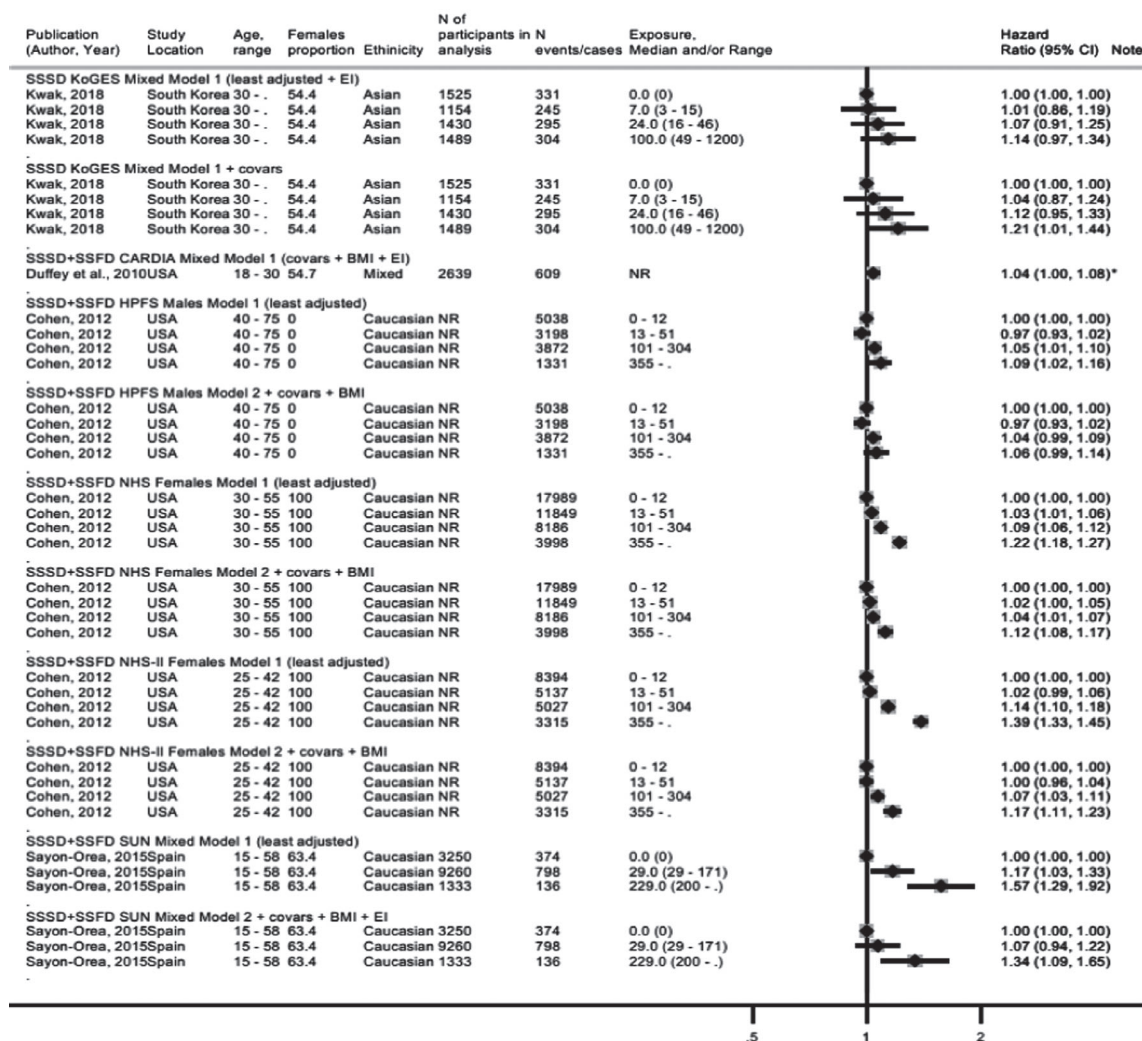 N of
Publication Study Age, Females participants in N Exposure, Hazard
(Author, Year) Location range proportion Ethinicity analysis events/cases Median and/or Range Ratio (95% CI) Note
SSSD KoGES Mixed Model 1 (least adjusted + EI)
Kwak, 2018 South Korea 30 - . 54.4 Asian 1525 331 0.0 (0) 1.00 (1.00, 1.00)
Kwak, 2018 South Korea 30 - . 54.4 Asian 1154 245 7.0 (3 - 15) 1.01 (0.86, 1.19)
Kwak, 2018 South Korea 30 - . 54.4 Asian 1430 295 24.0 (16 - 46) 1.07 (0.91, 1.25)
Kwak, 2018 South Korea 30 - . 54.4 Asian 1489 304 100.0 (49 - 1200) 1.14 (0.97, 1.34)
.
SSSD KoGES Mixed Model 1 + covars
Kwak, 2018 South Korea 30 - . 54.4 Asian 1525 331 0.0 (0) 1.00 (1.00, 1.00)
Kwak, 2018 South Korea 30 - . 54.4 Asian 1154 245 7.0 (3 - 15) 1.04 (0.87, 1.24)
Kwak, 2018 South Korea 30 - . 54.4 Asian 1430 295 24.0 (16 - 46) 1.12 (0.95, 1.33)
Kwak, 2018 South Korea 30 - . 54.4 Asian 1489 304 100.0 (49 - 1200) 1.21 (1.01, 1.44)
.
SSSD+SSFD CARDIA Mixed Model 1 (covars + BMI + EI)
Duffey et al., 2010USA 18 - 30 54.7 Mixed 2639 609 NR 1.04 (1.00, 1.08)*
.
SSSD+SSFD HPFS Males Model 1 (least adjusted)
Cohen, 2012 USA 40 - 75 0 Caucasian NR 5038 0 - 12 1.00 (1.00, 1.00)
Cohen, 2012 USA 40 - 75 0 Caucasian NR 3198 13 - 51 0.97 (0.93, 1.02)
Cohen, 2012 USA 40 - 75 0 Caucasian NR 3872 101 - 304 1.05 (1.01, 1.10)
Cohen, 2012 USA 40 - 75 0 Caucasian NR 1331 355 - . 1.09 (1.02, 1.16)
.
SSSD+SSFD HPFS Males Model 2 + covars + BMI
Cohen, 2012 USA 40 - 75 0 Caucasian NR 5038 0 - 12 1.00 (1.00, 1.00)
Cohen, 2012 USA 40 - 75 0 Caucasian NR 3198 13 - 51 0.97 (0.93, 1.02)
Cohen, 2012 USA 40 - 75 0 Caucasian NR 3872 101 - 304 1.04 (0.99, 1.09)
Cohen, 2012 USA 40 - 75 0 Caucasian NR 1331 355 - . 1.06 (0.99, 1.14)
.
SSSD+SSFD NHS Females Model 1 (least adjusted)
Cohen, 2012 USA 30 - 55 100 Caucasian NR 17989 0 - 12 1.00 (1.00, 1.00)
Cohen, 2012 USA 30 - 55 100 Caucasian NR 11849 13 - 51 1.03 (1.01, 1.06)
Cohen, 2012 USA 30 - 55 100 Caucasian NR 8186 101 - 304 1.09 (1.06, 1.12)
Cohen, 2012 USA 30 - 55 100 Caucasian NR 3998 355 - . 1.22 (1.18, 1.27)
.
SSSD+SSFD NHS Females Model 2 + covars + BMI
Cohen, 2012 USA 30 - 55 100 Caucasian NR 17989 0 - 12 1.00 (1.00, 1.00)
Cohen, 2012 USA 30 - 55 100 Caucasian NR 11849 13 - 51 1.02 (1.00, 1.05)
Cohen, 2012 USA 30 - 55 100 Caucasian NR 8186 101 - 304 1.04 (1.01, 1.07)
Cohen, 2012 USA 30 - 55 100 Caucasian NR 3998 355 - . 1.12 (1.08, 1.17)
.
SSSD+SSFD NHS-II Females Model 1 (least adjusted)
Cohen, 2012 USA 25 - 42 100 Caucasian NR 8394 0 - 12 1.00 (1.00, 1.00)
Cohen, 2012 USA 25 - 42 100 Caucasian NR 5137 13 - 51 1.02 (0.99, 1.06)
Cohen, 2012 USA 25 - 42 100 Caucasian NR 5027 101 - 304 1.14 (1.10, 1.18)
Cohen, 2012 USA 25 - 42 100 Caucasian NR 3315 355 - . 1.39 (1.33, 1.45)
.
SSSD+SSFD NHS-II Females Model 2 + covars + BMI
Cohen, 2012 USA 25 - 42 100 Caucasian NR 8394 0 - 12 1.00 (1.00, 1.00)
Cohen, 2012 USA 25 - 42 100 Caucasian NR 5137 13 - 51 1.00 (0.96, 1.04)
Cohen, 2012 USA 25 - 42 100 Caucasian NR 5027 101 - 304 1.07 (1.03, 1.11)
Cohen, 2012 USA 25 - 42 100 Caucasian NR 3315 355 - . 1.17 (1.11, 1.23)
.
SSSD+SSFD SUN Mixed Model 1 (least adjusted)
Sayon-Orea, 2015Spain 15 - 58 63.4 Caucasian 3250 374 0.0 (0) 1.00 (1.00, 1.00)
Sayon-Orea, 2015Spain 15 - 58 63.4 Caucasian 9260 798 29.0 (29 - 171) 1.17 (1.03, 1.33)
Sayon-Orea, 2015Spain 15 - 58 63.4 Caucasian 1333 136 229.0 (200 - .) 1.57 (1.29, 1.92)
.
SSSD+SSFD SUN Mixed Model 2 + covars + BMI + EI
Sayon-Orea, 2015Spain 15 - 58 63.4 Caucasian 3250 374 0.0 (0) 1.00 (1.00, 1.00)
Sayon-Orea, 2015Spain 15 - 58 63.4 Caucasian 9260 798 29.0 (29 - 171) 1.07 (0.94, 1.22)
Sayon-Orea, 2015Spain 15 - 58 63.4 Caucasian 1333 136 229.0 (200 - .) 1.34 (1.09, 1.65)
.
.5 1 2